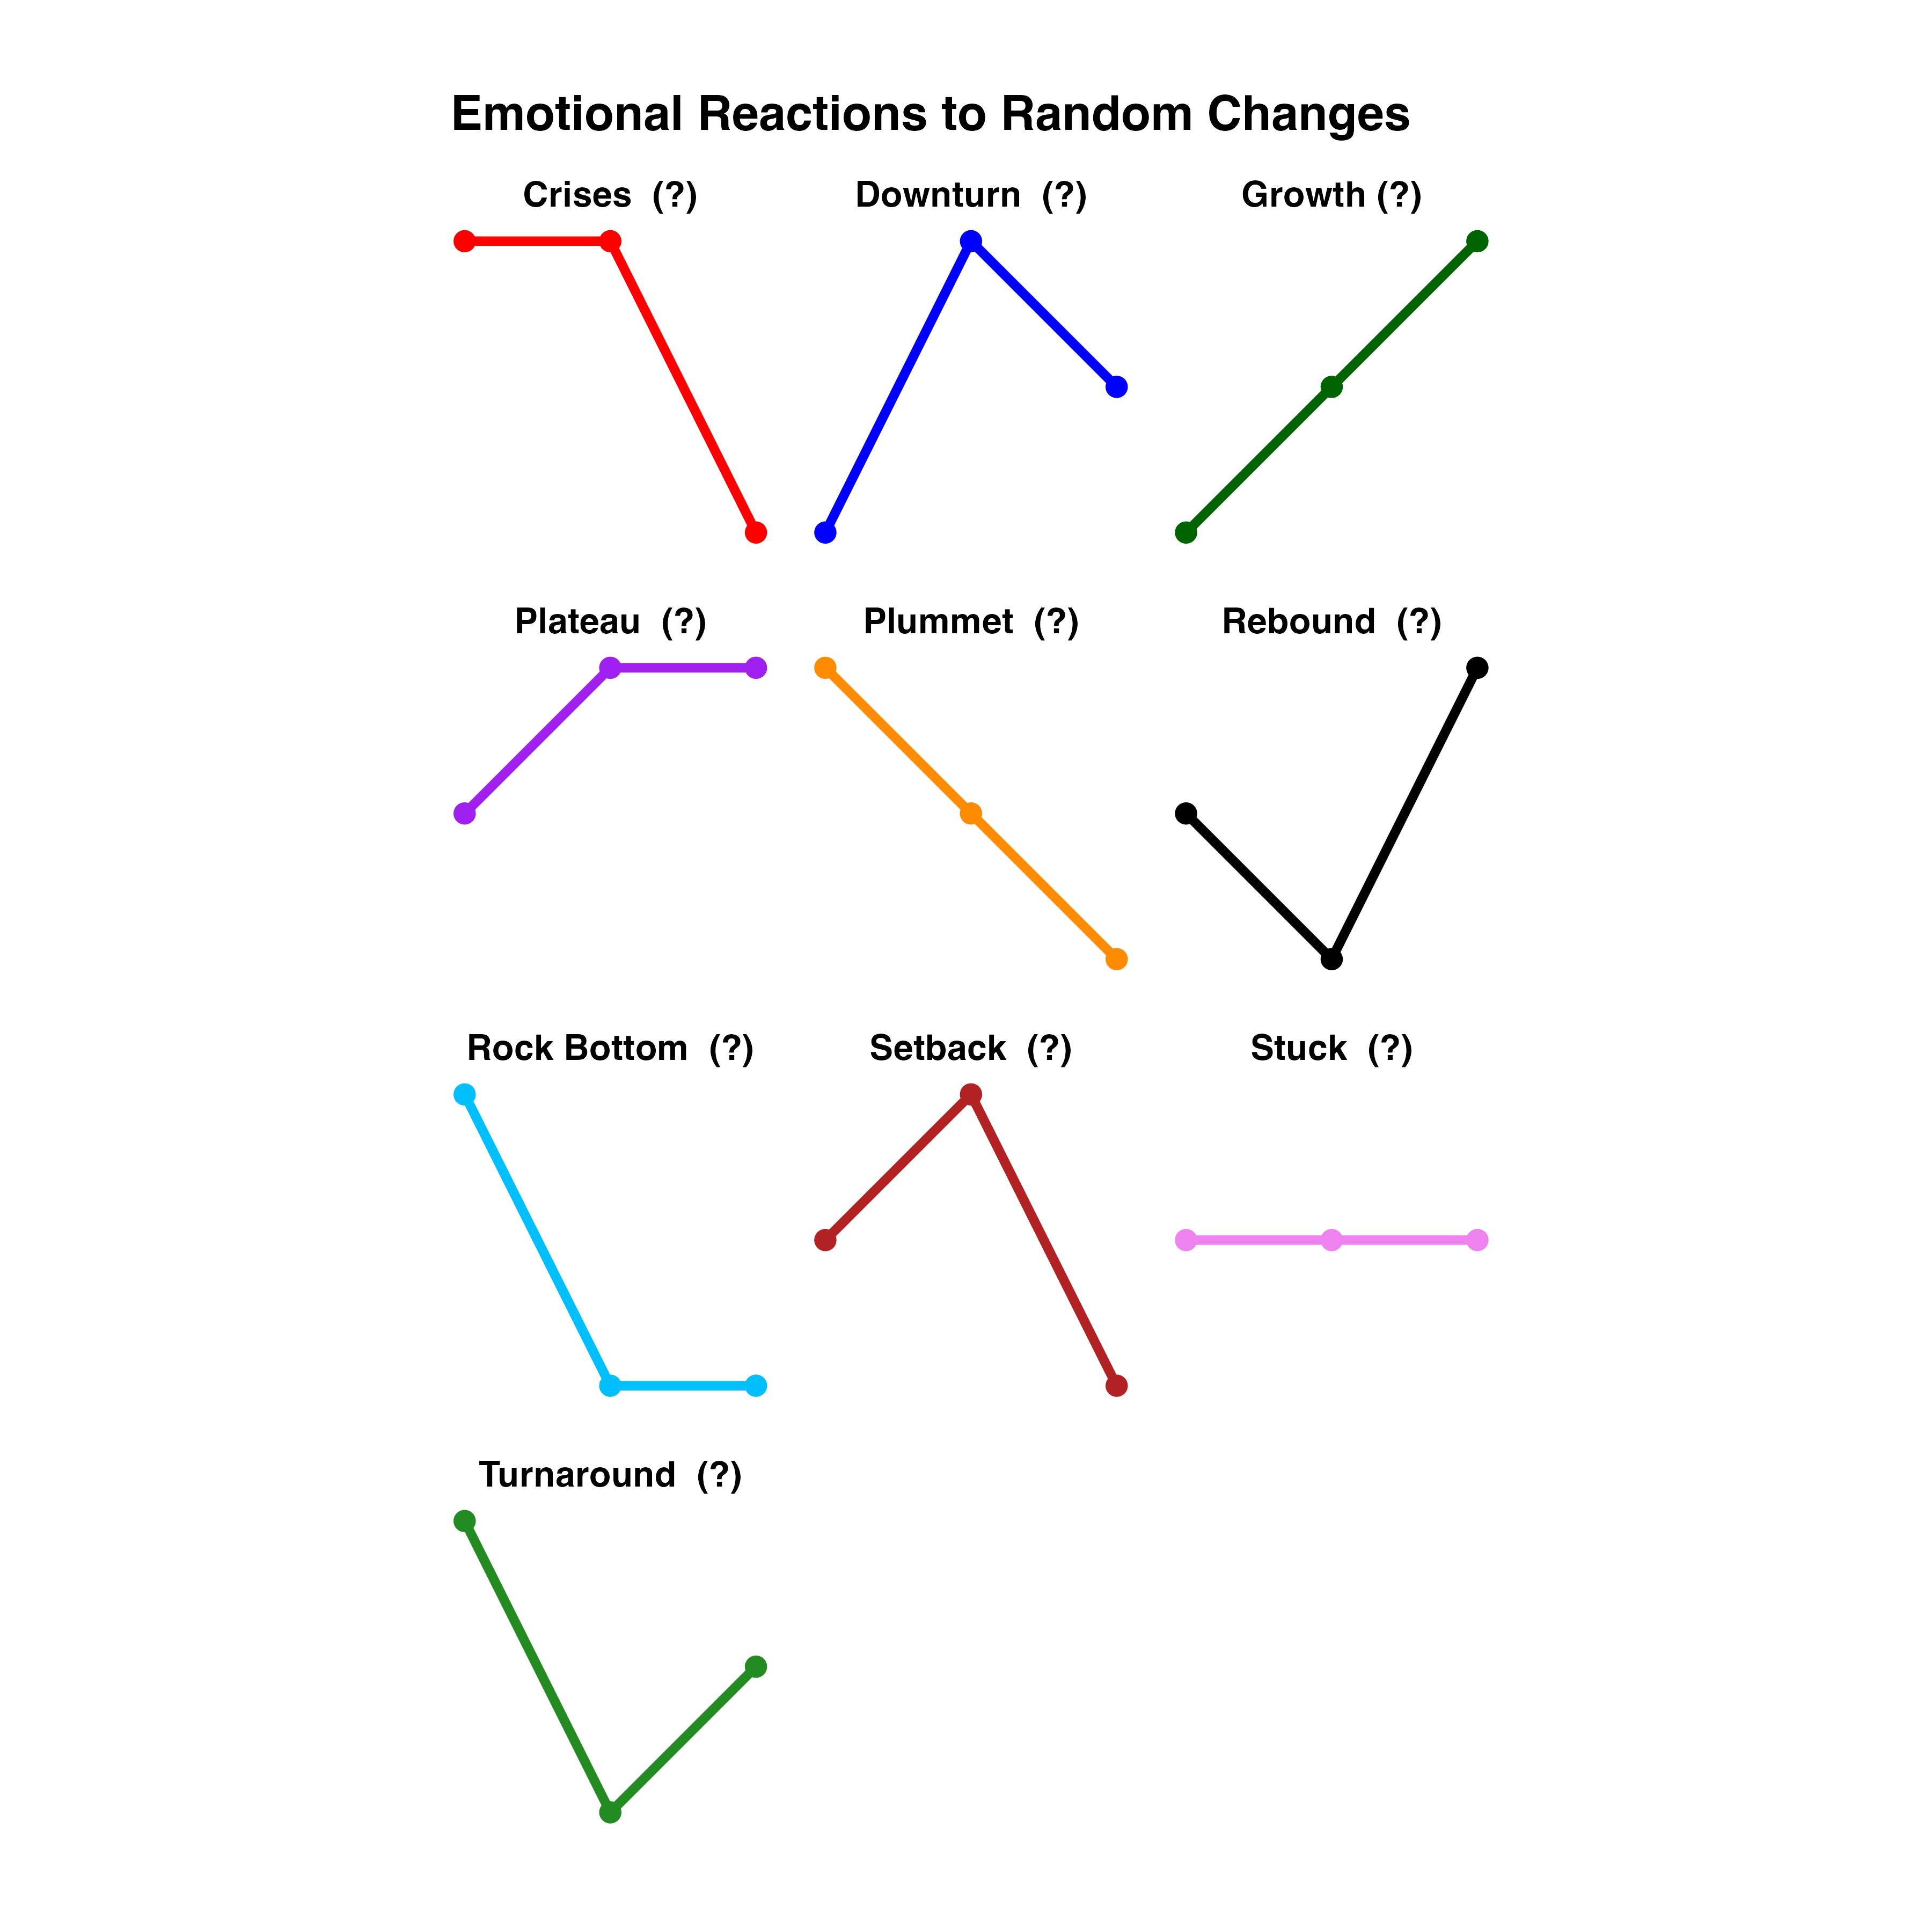 Emotional Reactions to Random Changes
Crises (?)
Downturn (?)
Growth (?)
Plateau (?)
Plummet (?)
Rebound (?)
Rock Bottom (?)
Setback (?)
Stuck (?)
Turnaround (?)